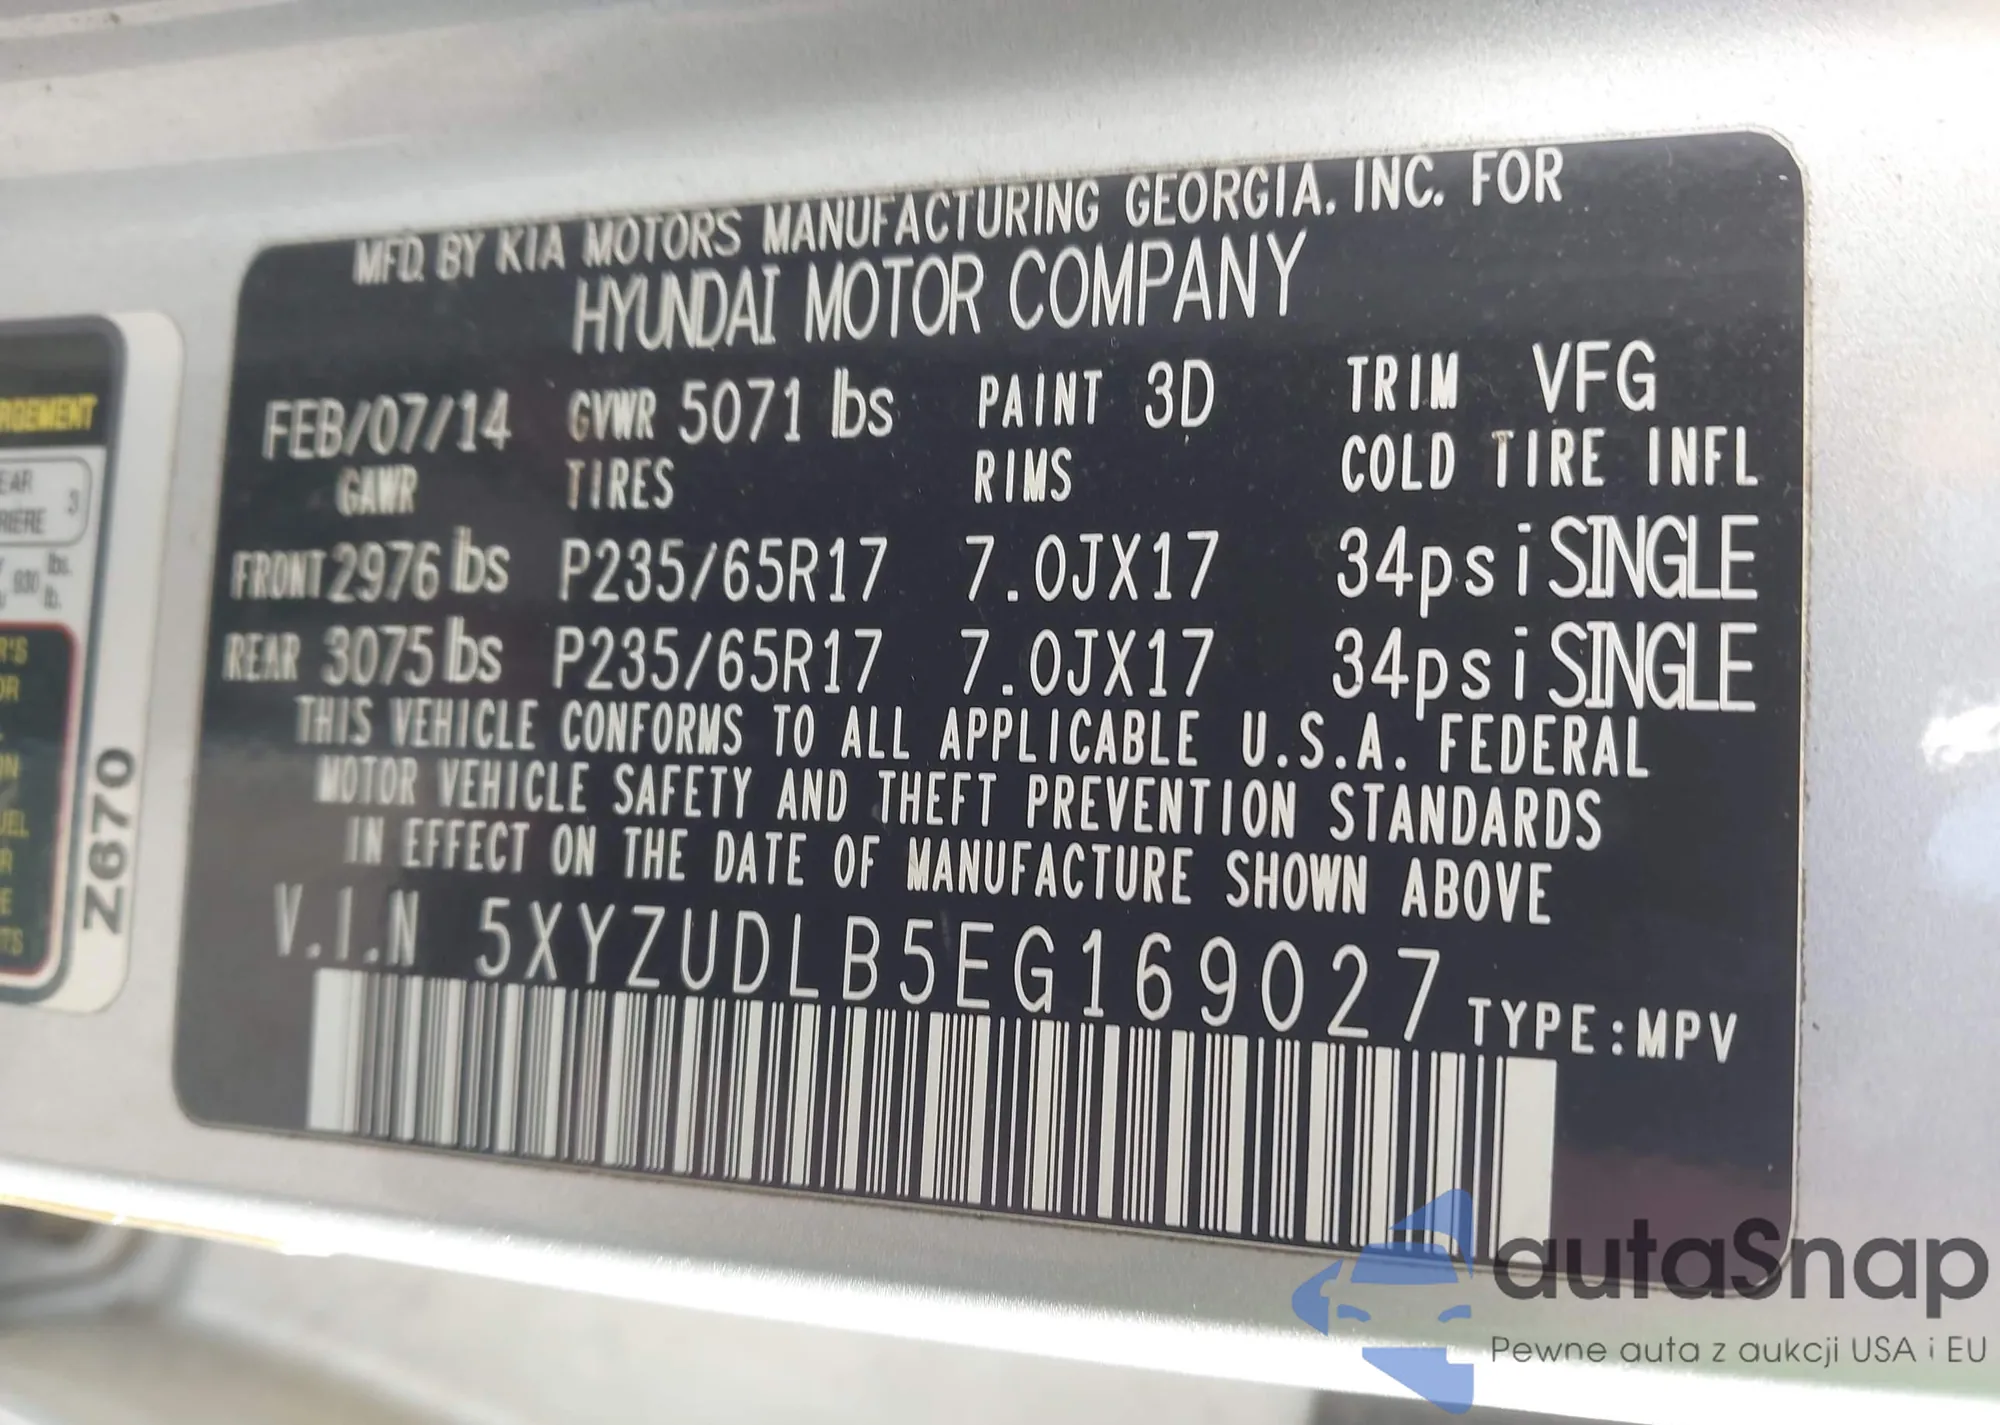 MFD. BY KIA MOTORS MANUFACTURING GEORGIA. INC. FOR
HYUNDAI MOTOR COMPANY
FEB/07/14 GVWR 5071 lbs PAINT 3D TRIM VFG
GAWR TIRES RIMS COLD TIRE INFL
FRONT 2976 lbs P235/65R17 7.0JX17 34psi SINGLE
REAR 3075 lbs P235/65R17 7.0JX17 34psi SINGLE
THIS VEHICLE CONFORMS TO ALL APPLICABLE U.S.A. FEDERAL
MOTOR VEHICLE SAFETY AND THEFT PREVENTION STANDARDS
IN EFFECT ON THE DATE OF MANUFACTURE SHOWN ABOVE
V.I.N 5XYZUDLB5EG169027 TYPE:MPV
Z670
3
lbs.
930
lb.
autaSnap
Pewne auta z aukcji USA i EU